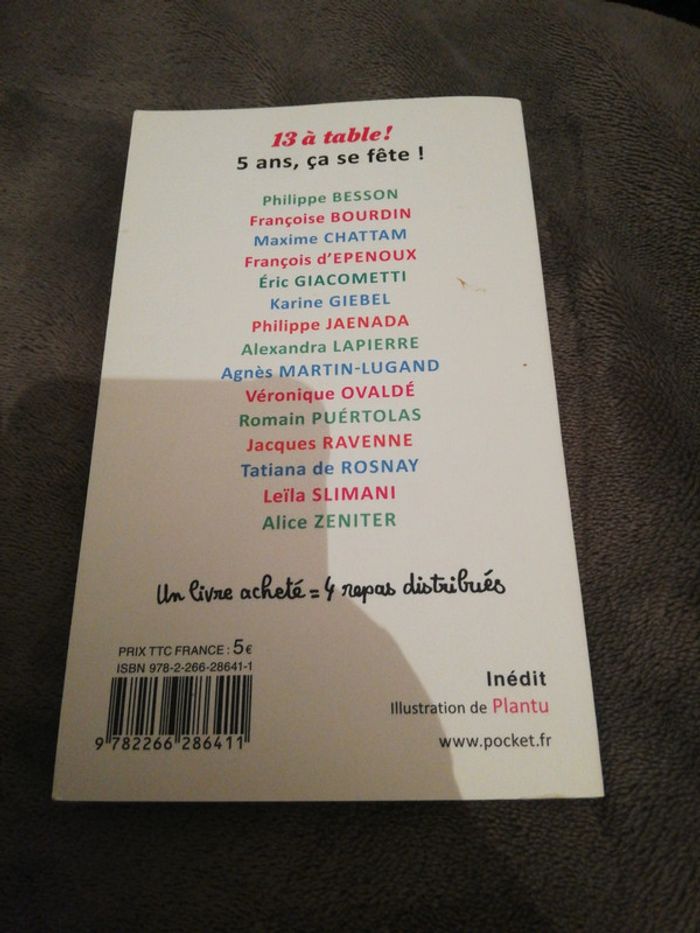 13 à table!
5 ans, ça se fête !
Philippe BESSON
Françoise BOURDIN
Maxime CHATTAM
François d'EPENOUX
Éric GIACOMETTI
Karine GIEBEL
Philippe JAENADA
Alexandra LAPIERRE
Agnès MARTIN-LUGAND
Véronique OVALDÉ
Romain PUÉRTOLAS
Jacques RAVENNE
Tatiana de ROSNAY
Leïla SLIMANI
Alice ZENITER
Un livre acheté = 4 repas distribués
PRIX TTC FRANCE : 5 €
ISBN 978-2-266-28641-1
9 782266 286411
Inédit
Illustration de Plantu
www.pocket.fr